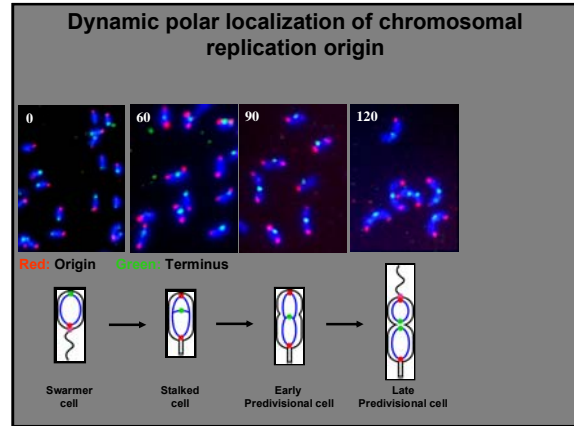 Dynamic polar localization of chromosomal
replication origin
0 60 90 120
Red: Origin Green: Terminus
Swarmer
cell
Stalked
cell
Early
Predivisional cell
Late
Predivisional cell